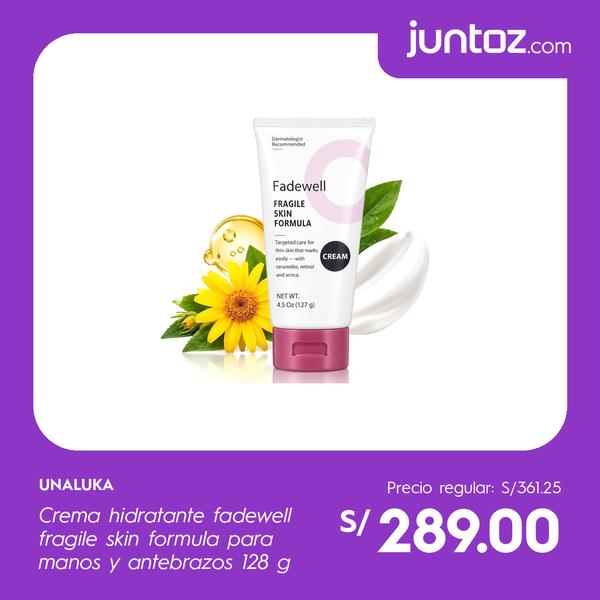 juntoz.com
Dermatologist
Recommended
Fadewell
FRAGILE
SKIN
FORMULA
Targeted care for
thin skin that marks
easily — with
ceramides, retinol
and arnica.
CREAM
NET WT.
4.5 Oz (127 g)
UNALUKA
Crema hidratante fadewell
fragile skin formula para
manos y antebrazos 128 g
Precio regular: S/361.25
S/289.00